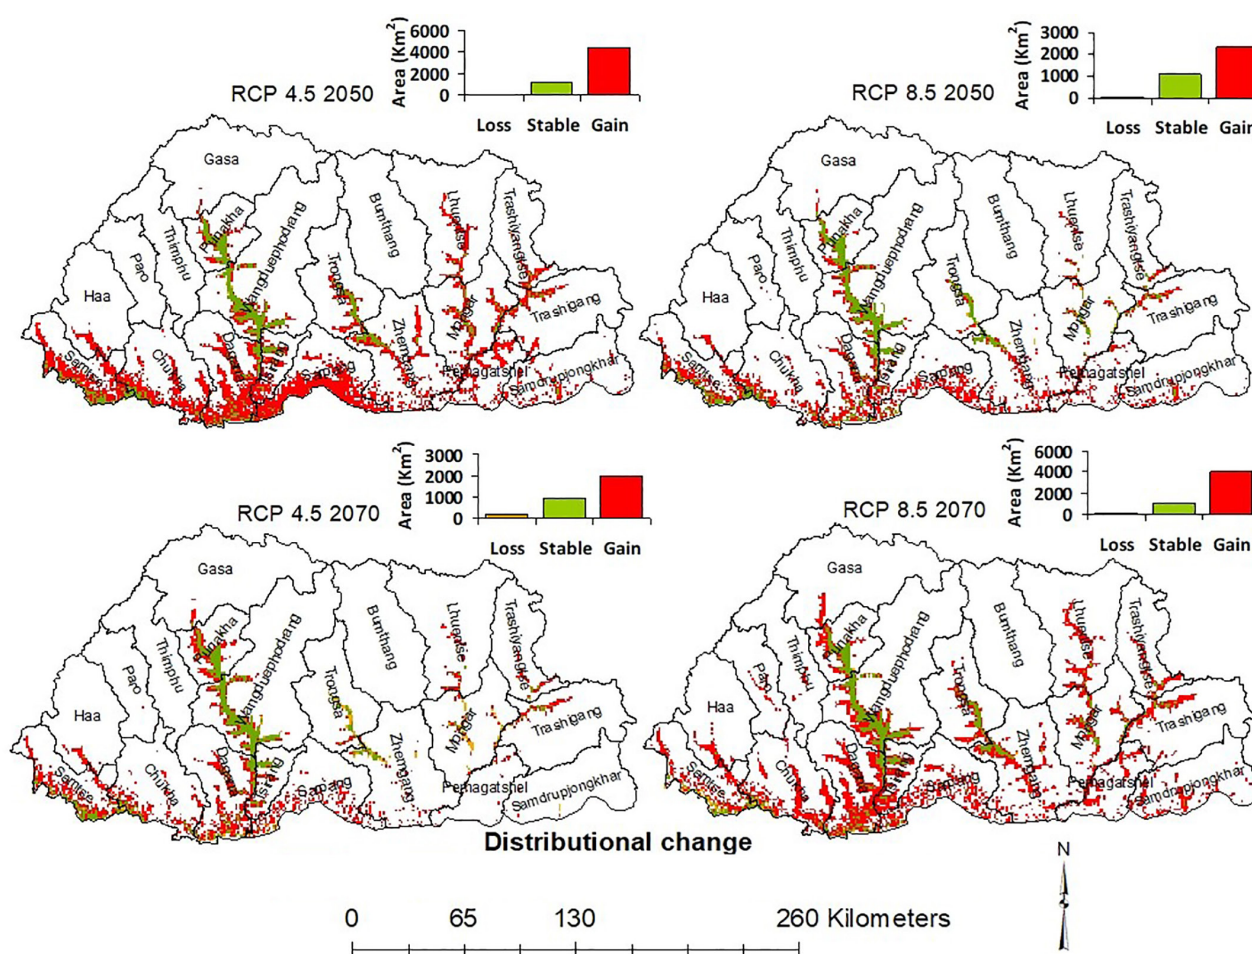 6000
4000
2000
0
Area (Km²)
Loss Stable Gain
RCP 4.5 2050
Gasa
Punakha
Thimphu
Paro
Haa
Wangduephodrang
Bumthang
Trongsa
Lhuentse
Trashiyangtse
Mongar
Trashigang
Zhemgang
Samtse
Chukha
Dagana
Tsirang
Sarpang
Pemagatshel
Samdrupjongkhar
3000
2000
1000
0
Area (Km²)
Loss Stable Gain
RCP 8.5 2050
Gasa
Punakha
Thimphu
Paro
Haa
Wangduephodrang
Bumthang
Trongsa
Lhuentse
Trashiyangtse
Mongar
Trashigang
Zhemgang
Samtse
Chukha
Dagana
Sarpang
Pemagatshel
Samdrupjongkhar
3000
2000
1000
0
Area (Km²)
Loss Stable Gain
RCP 4.5 2070
Gasa
Punakha
Thimphu
Paro
Haa
Wangduephodrang
Bumthang
Trongsa
Lhuentse
Trashiyangtse
Mongar
Trashigang
Zhemgang
Samtse
Chukha
Dagana
Tsirang
Sarpang
Pemagatshel
Samdrupjongkhar
6000
4000
2000
0
Area (Km²)
Loss Stable Gain
RCP 8.5 2070
Gasa
Punakha
Thimphu
Paro
Haa
Wangduephodrang
Bumthang
Trongsa
Lhuentse
Trashiyangtse
Mongar
Trashigang
Zhemgang
Samtse
Chukha
Dagana
Sarpang
Pemagatshel
Samdrupjongkhar
Distributional change
0 65 130 260 Kilometers
N